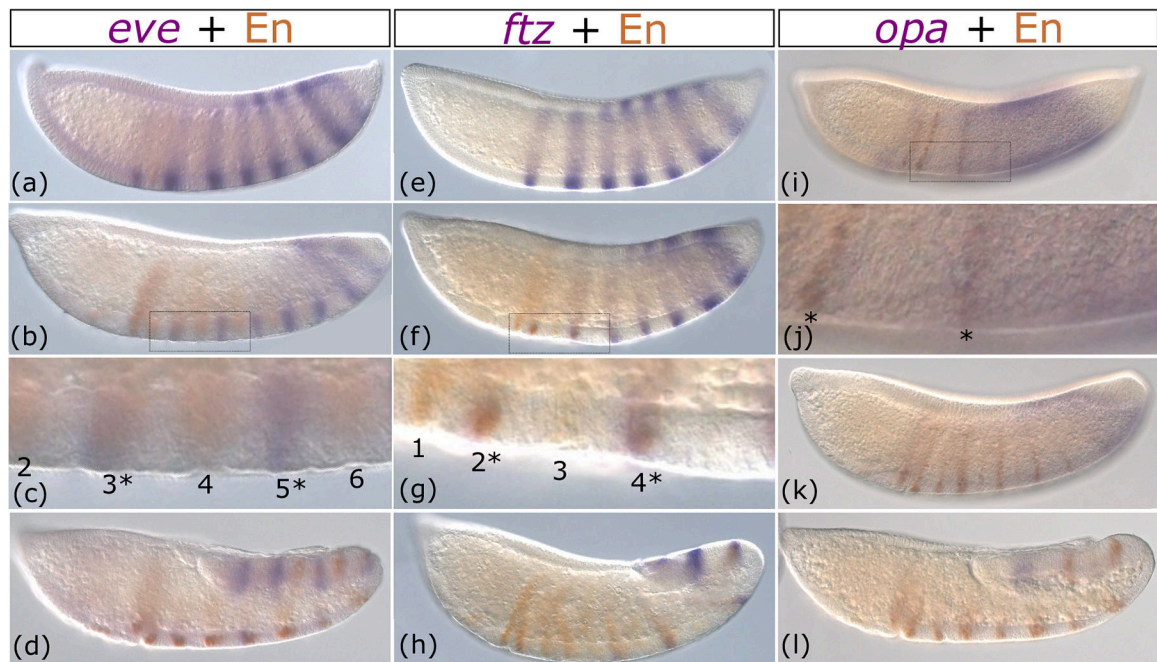 eve + En
ftz + En
opa + En
(a)
(e)
(i)
(b)
(f)
(j)
* *
2 3* 4 5* 6
(c)
1 2* 3 4*
(g)
(k)
(d)
(h)
(l)